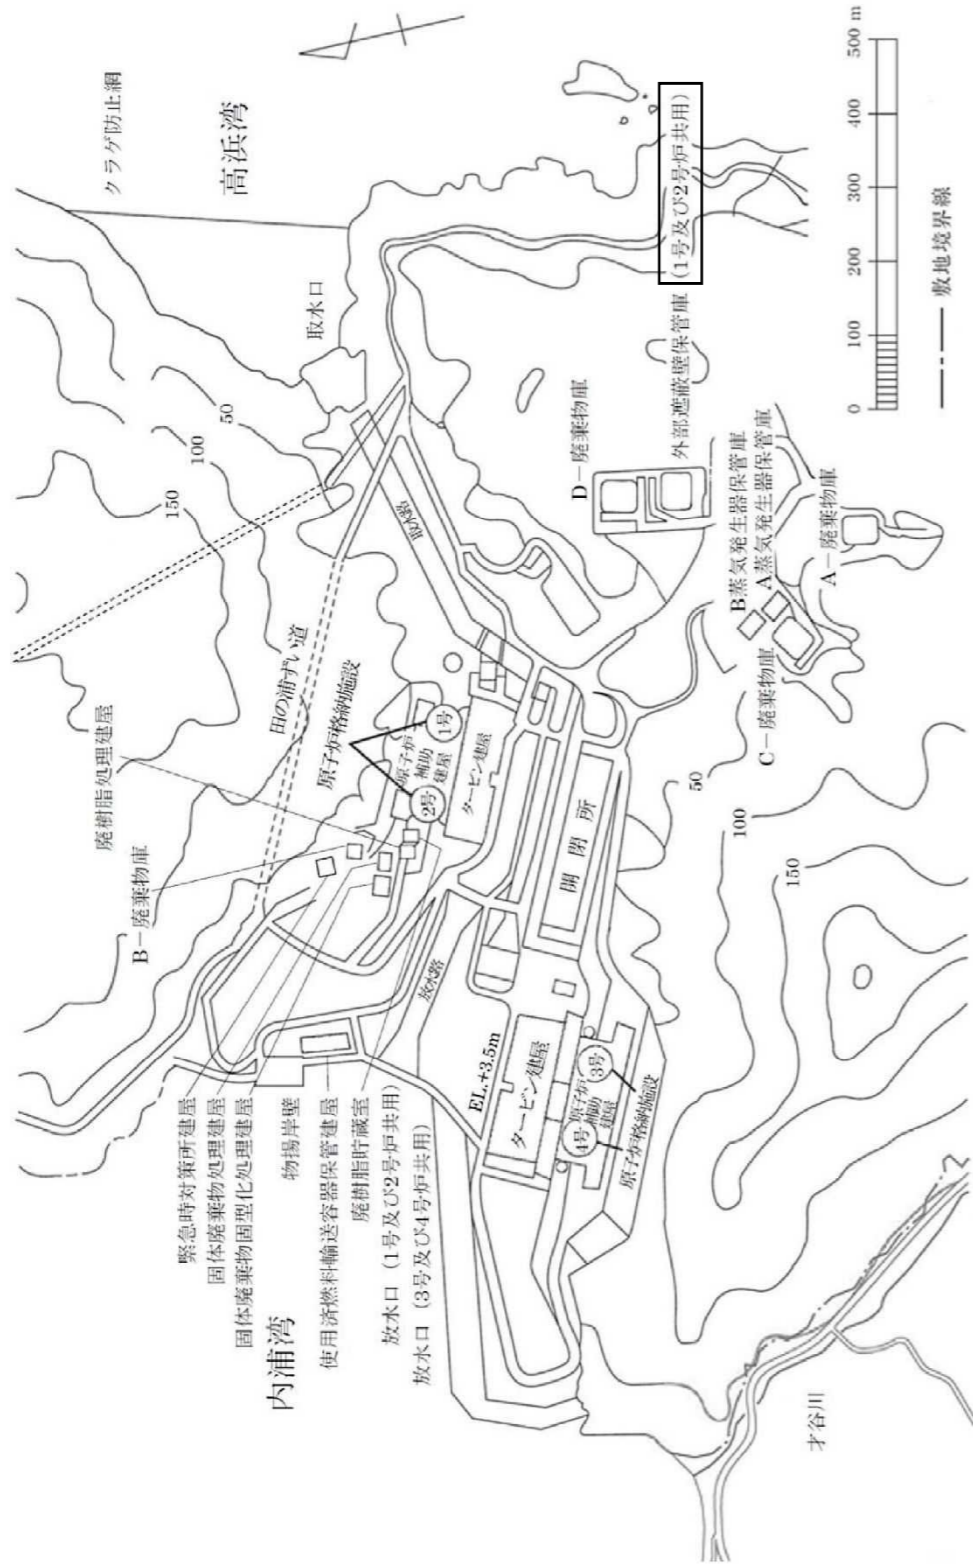 クラゲ防止網
高浜湾
取水口
50
100
150
取水路
田の浦ずい道
原子炉格納施設
廃樹脂処理建屋
B－廃棄物庫
原子炉
補助
建屋
1号
2号
タービン建屋
開閉所
放水路
EL.+3.5m
タービン建屋
3号
4号
原子炉
補助
建屋
原子炉格納施設
緊急時対策所建屋
固体廃棄物処理建屋
固体廃棄物固型化処理建屋
物揚岸壁
内浦湾
使用済燃料輸送容器保管建屋
廃樹脂貯蔵室
放水口（1号及び2号炉共用）
放水口（3号及び4号炉共用）
D－廃棄物庫
外部遮蔽壁保管庫（1号及び2号炉共用）
B蒸気発生器保管庫
A蒸気発生器保管庫
A－廃棄物庫
C－廃棄物庫
50
100
150
才谷川
0 100 200 300 400 500 m
敷地境界線